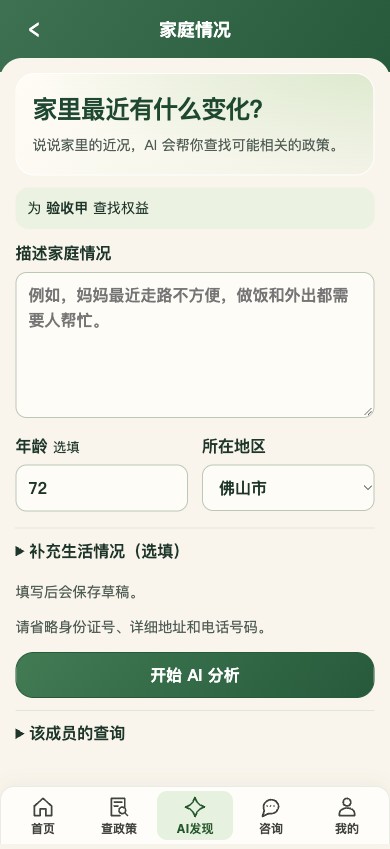 家庭情况
家里最近有什么变化?
说说家里的近况，AI 会帮你查找可能相关的政策。
为 验收甲 查找权益
描述家庭情况
例如，妈妈最近走路不方便，做饭和外出都需
要人帮忙。
年龄 选填
所在地区
72
佛山市
补充生活情况（选填）
填写后会保存草稿。
请省略身份证号、详细地址和电话号码。
开始 AI 分析
该成员的查询
首页
查政策
AI发现
咨询
我的